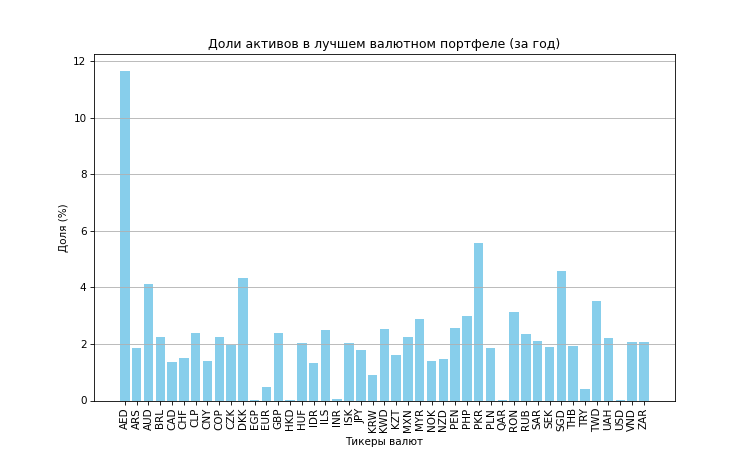 Доли активов в лучшем валютном портфеле (за год)
Доля (%)
12
10
8
6
4
2
0
AED ARS AUD BRL CAD CHF CLP CNY COP CZK DKK EGP EUR GBP HKD HUF IDR ILS INR ISK JPY KRW KWD KZT MXN MYR NOK NZD PEN PHP PKR PLN QAR RON RUB SAR SEK SGD THB TRY TWD UAH USD VND ZAR
Тикеры валют